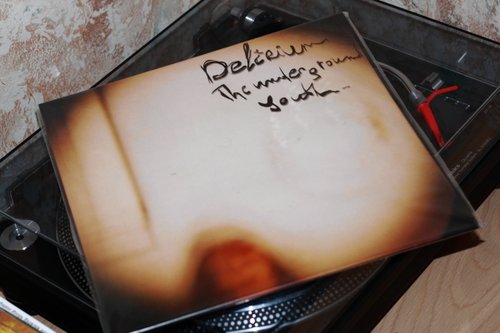 Delirium
The underground
youth